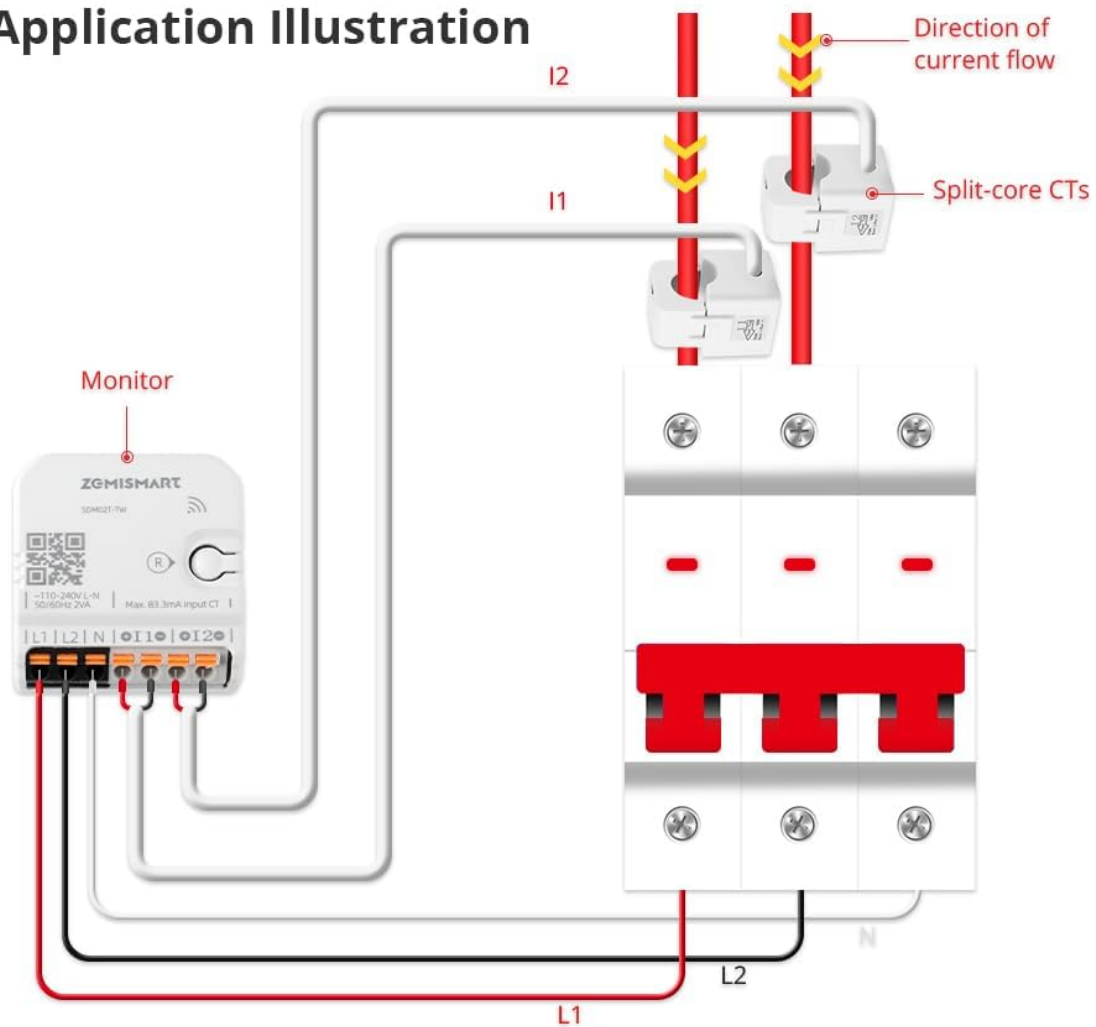 Application Illustration
Direction of
current flow
I2
Split-core CTs
I1
Monitor
ZGMISMART
SDM02T-TW
R
~110-240V L-N
50/60Hz 2VA
Max. 83.3mA input CT
L1 L2 N I1 I2
N
L2
L1